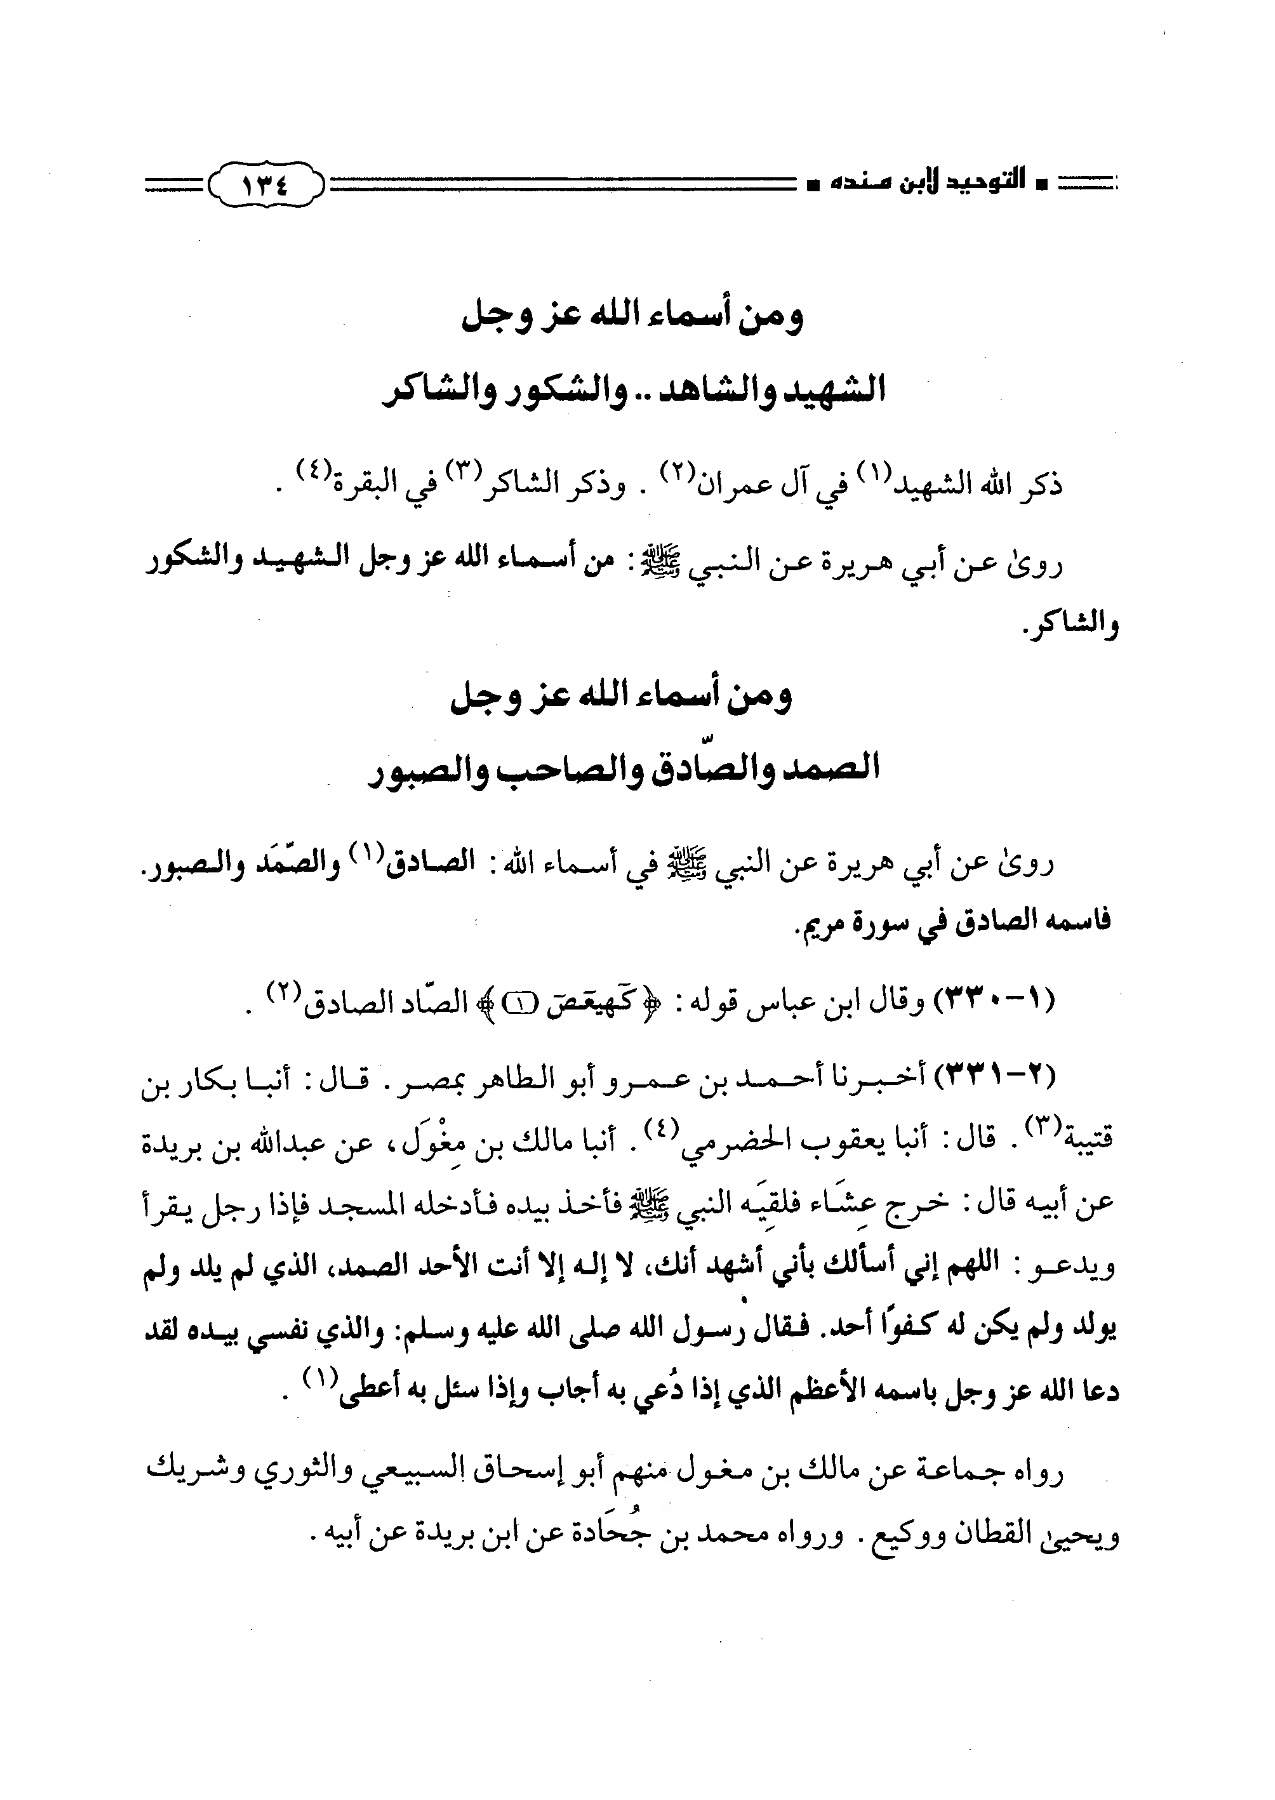 التوحيد لابن منده ١٣٤
ومن أسماء الله عز وجل
الشهيد والشاهد .. والشكور والشاكر
ذكر الله الشهيد(١) في آل عمران(٢) . وذكر الشاكر(٣) في البقرة(٤) .
روىٰ عن أبي هريرة عن النبي ﷺ: من أسماء الله عز وجل الشهيد والشكور
والشاكر.
ومن أسماء الله عز وجل
الصمد والصّادق والصاحب والصبور
روىٰ عن أبي هريرة عن النبي ﷺ في أسماء الله: الصادق(١) والصّمَد والصبور.
فاسمه الصادق في سورة مريم.
(١-٣٣٠) وقال ابن عباس قوله: ﴿كٓهيعٓصٓ ١﴾ الصّاد الصادق(٢) .
(٢-٣٣١) أخبرنا أحمد بن عمرو أبو الطاهر بمصر. قال: أنبا بكار بن
قتيبة(٣). قال: أنبا يعقوب الحضرمي(٤). أنبا مالك بن مِغْوَل، عن عبدالله بن بريدة
عن أبيه قال: خرج عِشَاء فلقِيَه النبي ﷺ فأخذ بيده فأدخله المسجد فإذا رجل يقرأ
ويدعو: اللهم إني أسألك بأني أشهد أنك، لا إله إلا أنت الأحد الصمد، الذي لم يلد ولم
يولد ولم يكن له كفوًا أحد. فقال رسول الله صلى الله عليه وسلم: والذي نفسي بيده لقد
دعا الله عز وجل باسمه الأعظم الذي إذا دُعي به أجاب وإذا سئل به أعطى(١) .
رواه جماعة عن مالك بن مغول منهم أبو إسحاق السبيعي والثوري وشريك
ويحيىٰ القطان ووكيع. ورواه محمد بن جُحَادة عن ابن بريدة عن أبيه.